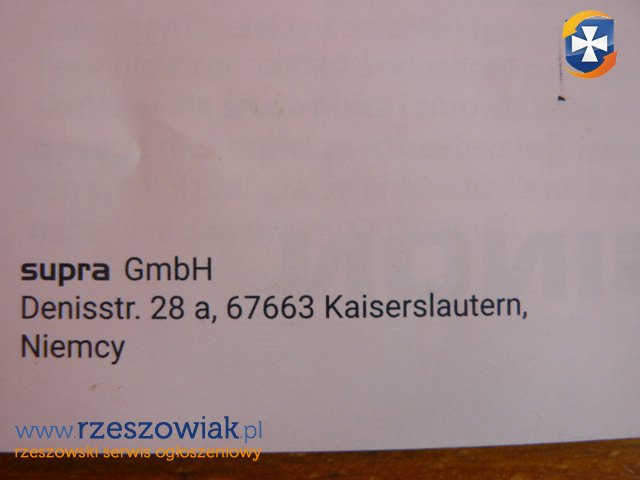 supra GmbH
Denisstr. 28 a, 67663 Kaiserslautern,
Niemcy
www.rzeszowiak.pl
rzeszowski serwis ogłoszeniowy